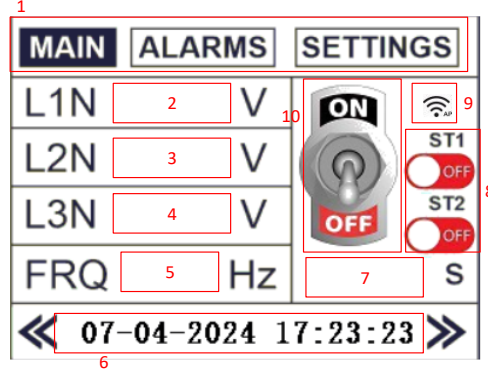 1
MAIN ALARMS SETTINGS
L1N 2 V
L2N 3 V
L3N 4 V
FRQ 5 Hz
10 ON
OFF
9
AP
ST1
OFF
ST2
OFF
7 S
07-04-2024 17:23:23
6